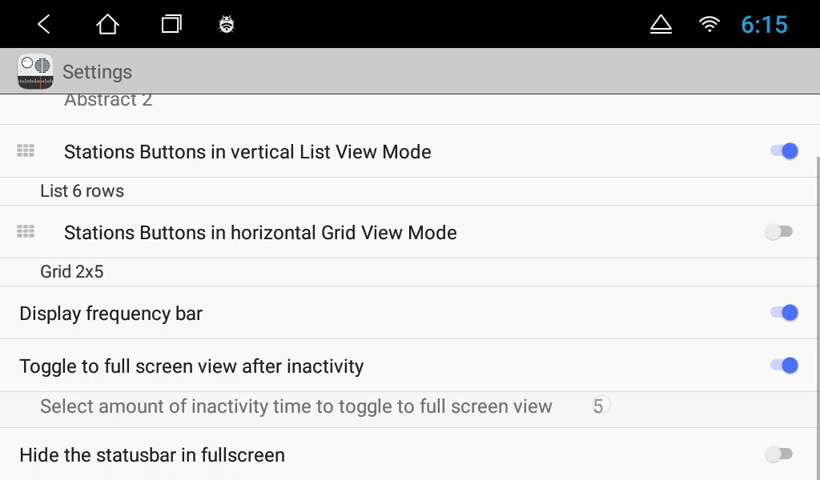 6:15
Settings
Abstract 2
Stations Buttons in vertical List View Mode
List 6 rows
Stations Buttons in horizontal Grid View Mode
Grid 2x5
Display frequency bar
Toggle to full screen view after inactivity
Select amount of inactivity time to toggle to full screen view 5
Hide the statusbar in fullscreen